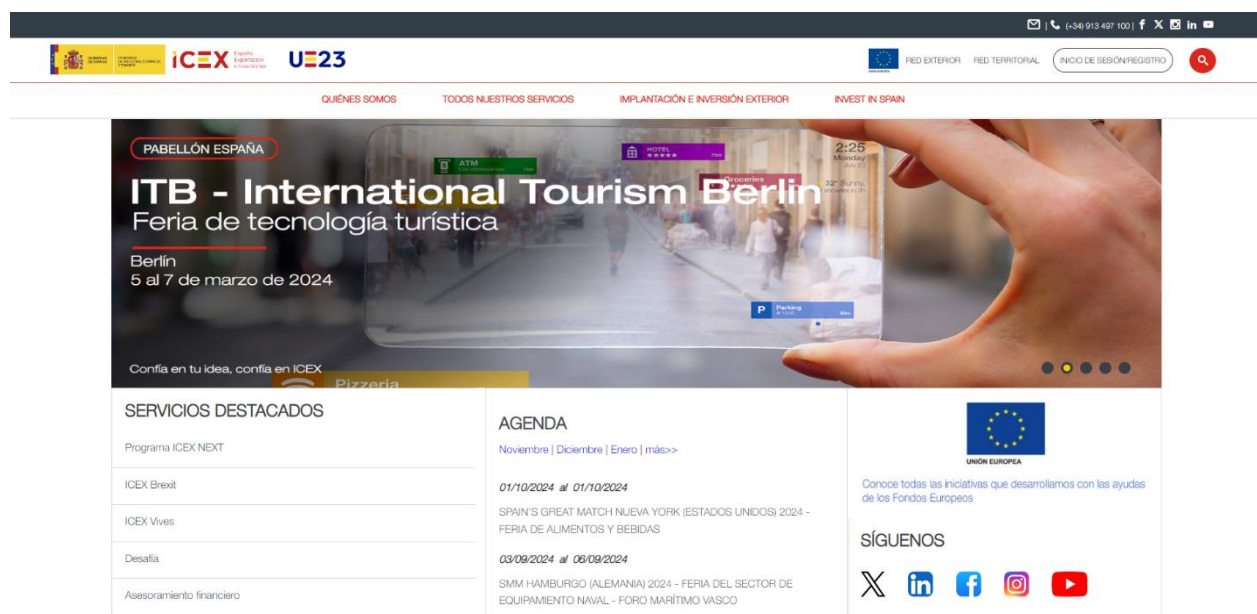 (+34) 913 497 100
GOBIERNO DE ESPAÑA
ICEX España Exportación e Inversiones
UE23
UNIÓN EUROPEA
RED EXTERIOR
RED TERRITORIAL
INICIO DE SESIÓN/REGISTRO
QUIÉNES SOMOS
TODOS NUESTROS SERVICIOS
IMPLANTACIÓN E INVERSIÓN EXTERIOR
INVEST IN SPAIN
PABELLÓN ESPAÑA
ITB - International Tourism Berlin
Feria de tecnología turística
Berlín
5 al 7 de marzo de 2024
ATM
HOTEL
Groceries
2:25
Monday
32° Sunny,
P Parking
Confía en tu idea, confía en ICEX
Pizzeria
SERVICIOS DESTACADOS
Programa ICEX NEXT
ICEX Brexit
ICEX Vives
Desafía
Asesoramiento financiero
AGENDA
Noviembre | Diciembre | Enero | más>>
01/10/2024 al 01/10/2024
SPAIN'S GREAT MATCH NUEVA YORK (ESTADOS UNIDOS) 2024 -
FERIA DE ALIMENTOS Y BEBIDAS
03/09/2024 al 06/09/2024
SMM HAMBURGO (ALEMANIA) 2024 - FERIA DEL SECTOR DE
EQUIPAMIENTO NAVAL - FORO MARÍTIMO VASCO
UNIÓN EUROPEA
Conoce todas las iniciativas que desarrollamos con las ayudas
de los Fondos Europeos
SÍGUENOS